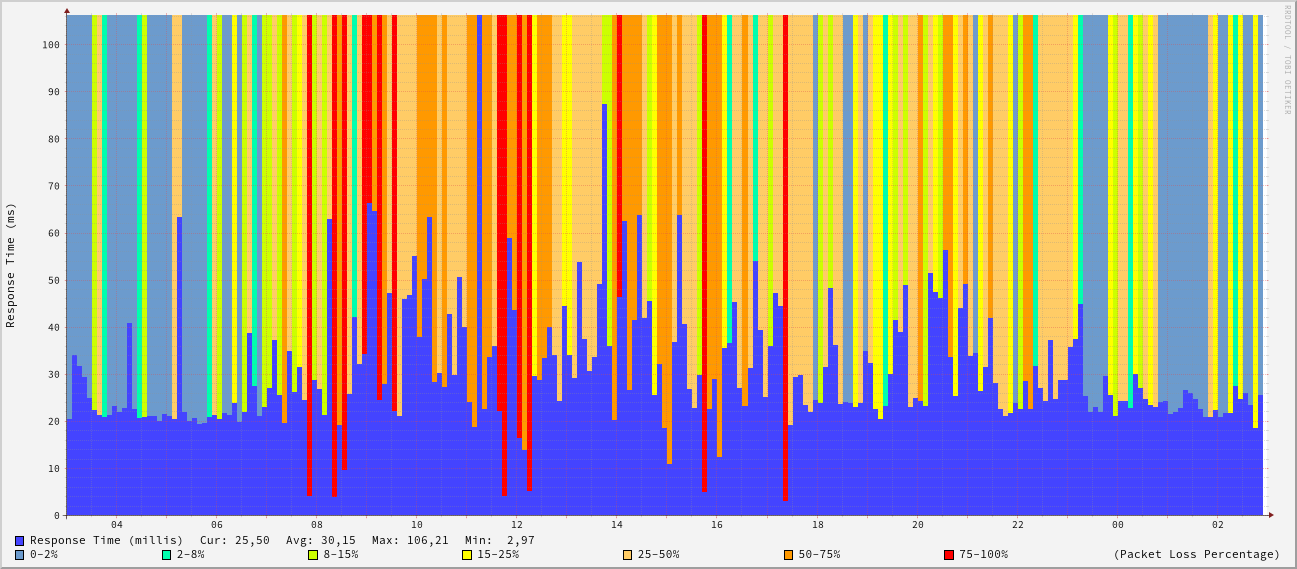 RRDTOOL / TOBI OETIKER
Response Time (ms)
100
90
80
70
60
50
40
30
20
10
0
04 06 08 10 12 14 16 18 20 22 00 02
Response Time (millis) Cur: 25,50 Avg: 30,15 Max: 106,21 Min: 2,97
0-2% 2-8% 8-15% 15-25% 25-50% 50-75% 75-100% (Packet Loss Percentage)